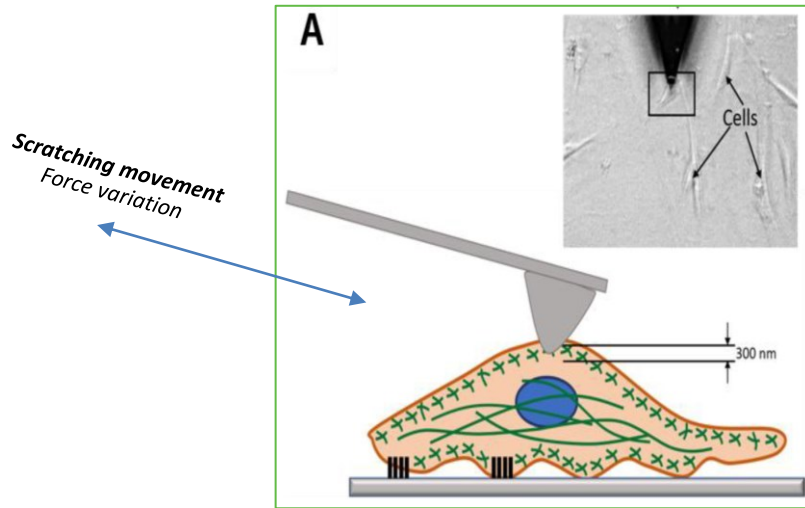 A
Cells
Scratching movement
Force variation
300 nm